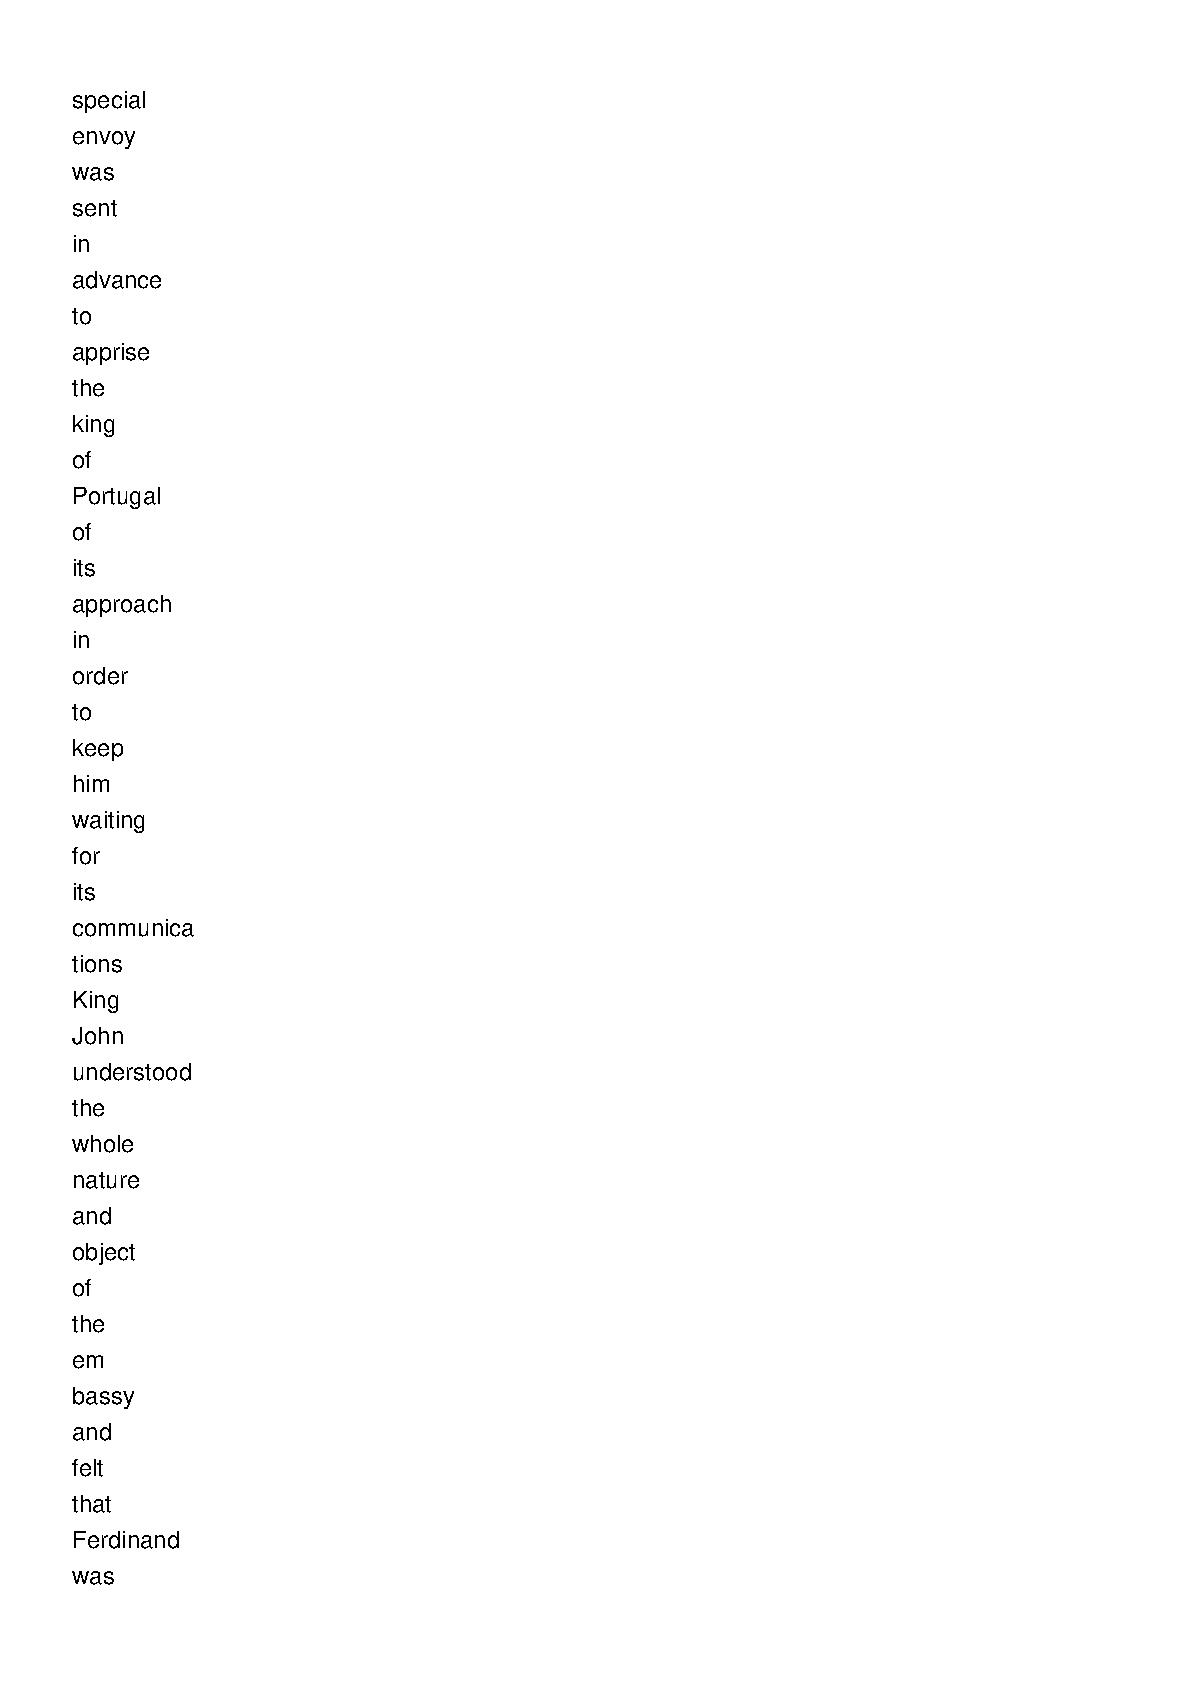 special
envoy
was
sent
in
advance
to
apprise
the
king
of
Portugal
of
its
approach
in
order
to
keep
him
waiting
for
its
communica
tions
King
John
understood
the
whole
nature
and
object
of
the
em
bassy
and
felt
that
Ferdinand
was